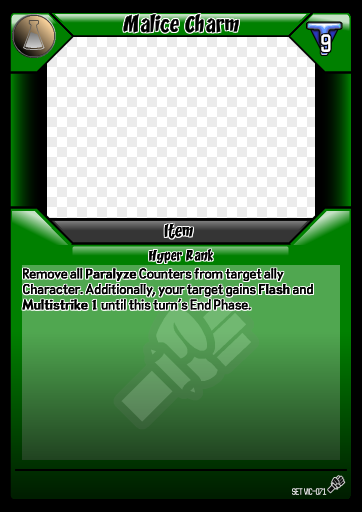 Malice Charm
9
Item
Hyper Rank
Remove all Paralyze Counters from target ally
Character. Additionally, your target gains Flash and
Multistrike 1 until this turn's End Phase.
SET VIC-071